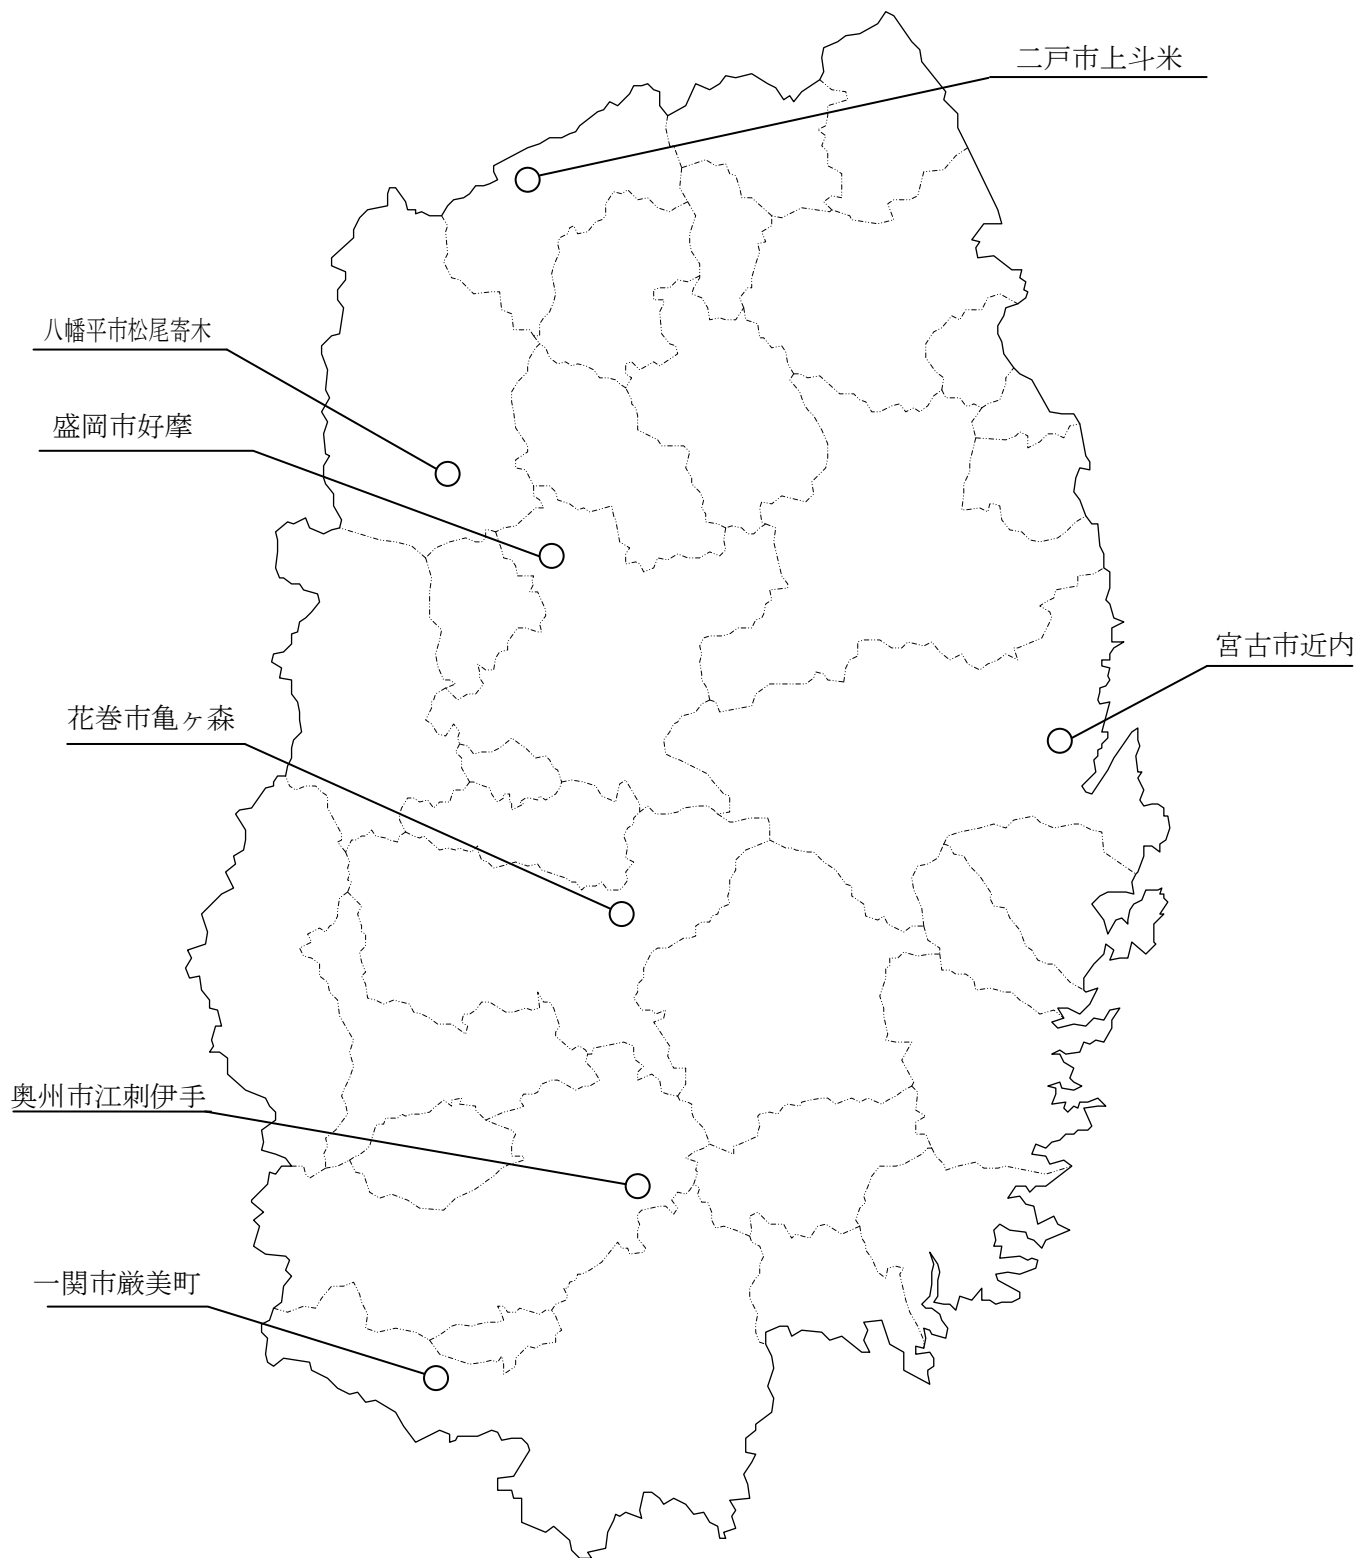 二戸市上斗米
八幡平市松尾寄木
盛岡市好摩
宮古市近内
花巻市亀ヶ森
奥州市江刺伊手
一関市厳美町